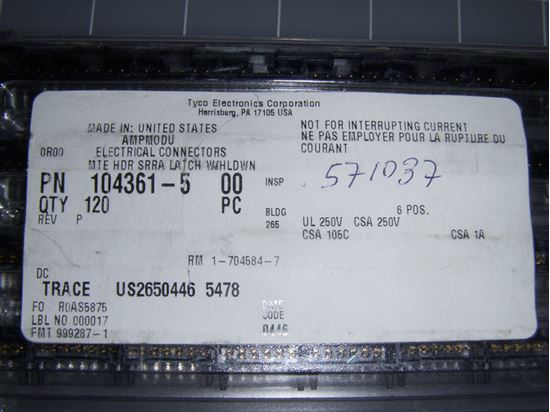 Tyco Electronics Corporation
Harrisburg, PA 17105 USA
MADE IN: UNITED STATES
AMPMODU
0R00 ELECTRICAL CONNECTORS
MTE HDR SRRA LATCH W/HLDWN
PN 104361-5 00
QTY 120 PC
REV P
NOT FOR INTERRUPTING CURRENT
NE PAS EMPLOYER POUR LA RUPTURE DU
COURANT
INSP 571037
BLDG 6 POS.
265 UL 250V CSA 250V
CSA 105C CSA 1A
RM 1-704584-7
DC
TRACE US2650446 5478
FO R0AS5875
LBL NO 000017
FMT 999287-1
DATE
CODE
0446